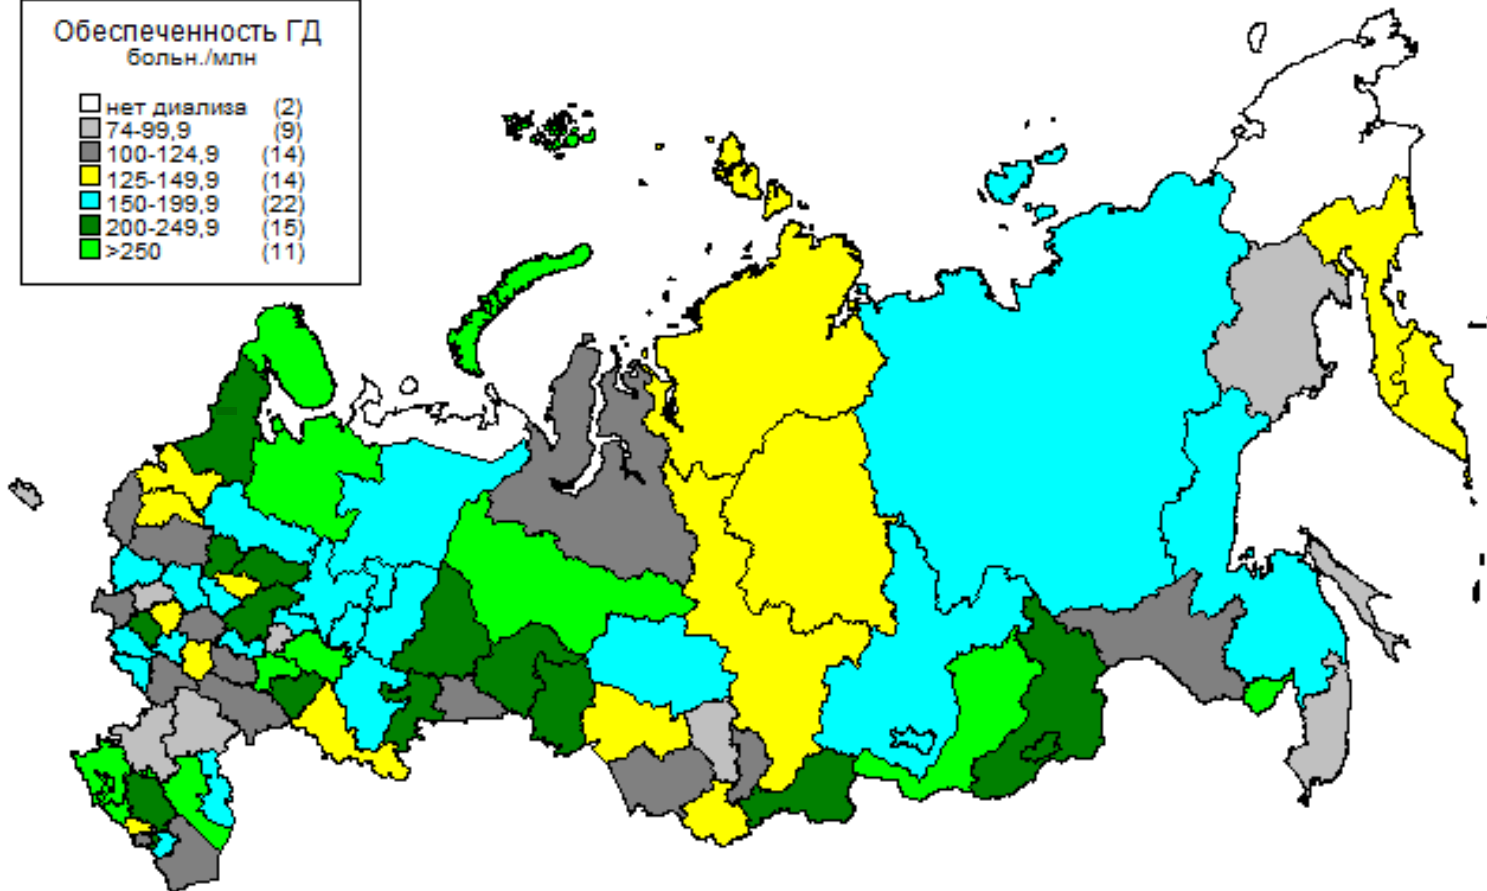 Обеспеченность ГД
больн./млн
нет диализа (2)
74-99,9 (9)
100-124,9 (14)
125-149,9 (14)
150-199,9 (22)
200-249,9 (15)
>250 (11)